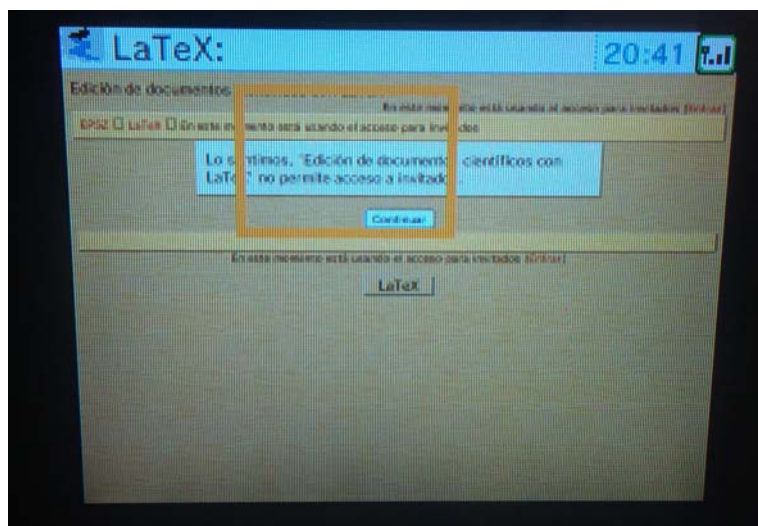 LaTeX:
20:41
Edición de documentos
En este momento está usando el acceso para invitados (Entrar)
EPSZ LaTeX En este momento está usando el acceso para invitados
Lo sentimos, "Edición de documentos científicos con
LaTeX" no permite acceso a invitados.
Continuar
En este momento está usando el acceso para invitados (Entrar)
LaTeX